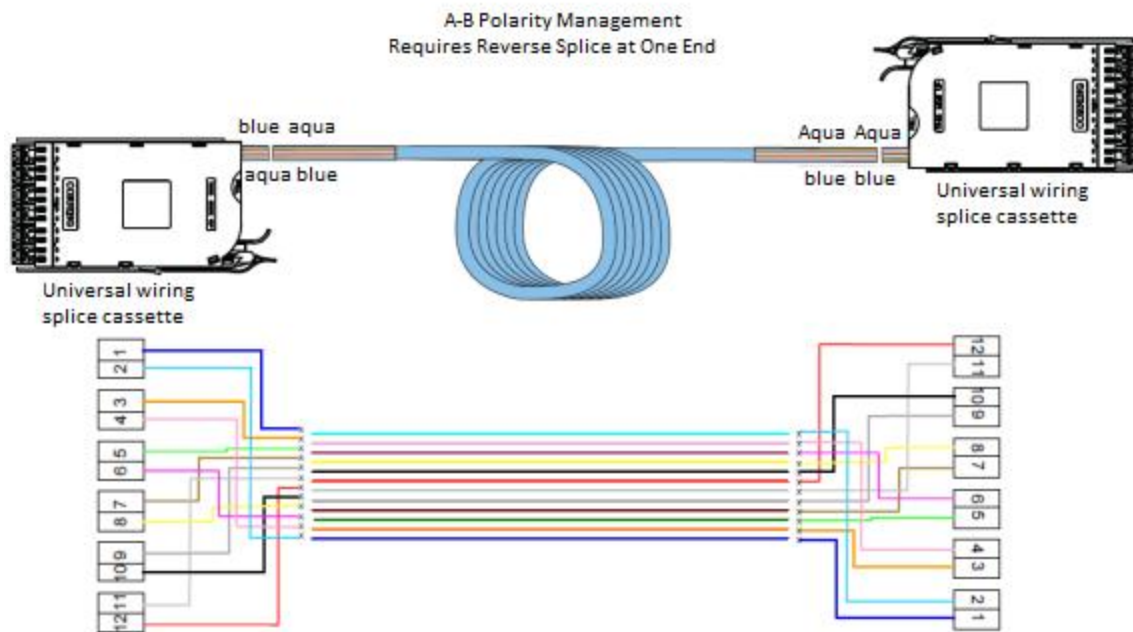 A-B Polarity Management
Requires Reverse Splice at One End
blue aqua
Aqua Aqua
aqua blue
blue blue
Universal wiring
splice cassette
Universal wiring
splice cassette
1
2
3
4
5
6
7
8
9
10
11
12
12
11
10
9
8
7
6
5
4
3
2
1